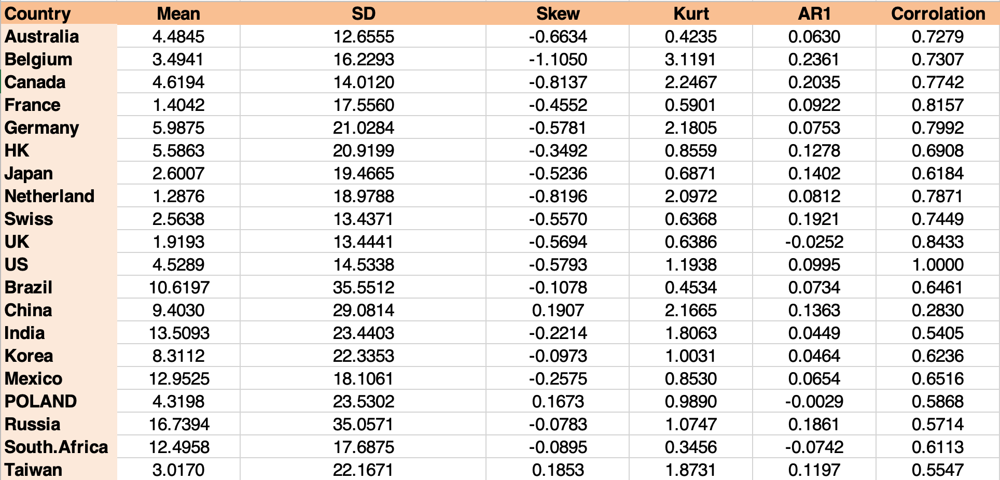 Country Mean SD Skew Kurt AR1 Corrolation
Australia 4.4845 12.6555 -0.6634 0.4235 0.0630 0.7279
Belgium 3.4941 16.2293 -1.1050 3.1191 0.2361 0.7307
Canada 4.6194 14.0120 -0.8137 2.2467 0.2035 0.7742
France 1.4042 17.5560 -0.4552 0.5901 0.0922 0.8157
Germany 5.9875 21.0284 -0.5781 2.1805 0.0753 0.7992
HK 5.5863 20.9199 -0.3492 0.8559 0.1278 0.6908
Japan 2.6007 19.4665 -0.5236 0.6871 0.1402 0.6184
Netherland 1.2876 18.9788 -0.8196 2.0972 0.0812 0.7871
Swiss 2.5638 13.4371 -0.5570 0.6368 0.1921 0.7449
UK 1.9193 13.4441 -0.5694 0.6386 -0.0252 0.8433
US 4.5289 14.5338 -0.5793 1.1938 0.0995 1.0000
Brazil 10.6197 35.5512 -0.1078 0.4534 0.0734 0.6461
China 9.4030 29.0814 0.1907 2.1665 0.1363 0.2830
India 13.5093 23.4403 -0.2214 1.8063 0.0449 0.5405
Korea 8.3112 22.3353 -0.0973 1.0031 0.0464 0.6236
Mexico 12.9525 18.1061 -0.2575 0.8530 0.0654 0.6516
POLAND 4.3198 23.5302 0.1673 0.9890 -0.0029 0.5868
Russia 16.7394 35.0571 -0.0783 1.0747 0.1861 0.5714
South.Africa 12.4958 17.6875 -0.0895 0.3456 -0.0742 0.6113
Taiwan 3.0170 22.1671 0.1853 1.8731 0.1197 0.5547